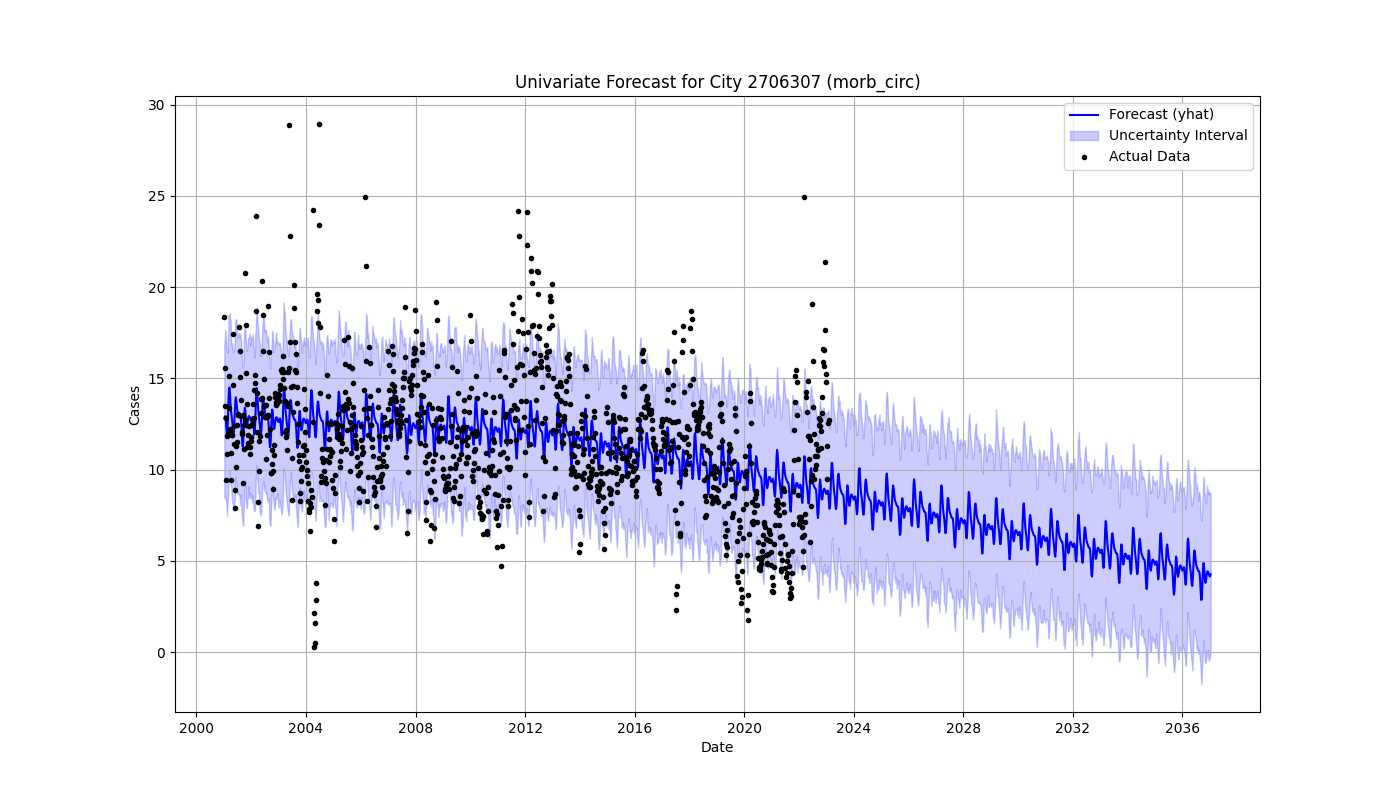 Univariate Forecast for City 2706307 (morb_circ)
Forecast (yhat)
Uncertainty Interval
Actual Data
30
25
20
15
10
5
0
Cases
2000 2004 2008 2012 2016 2020 2024 2028 2032 2036
Date